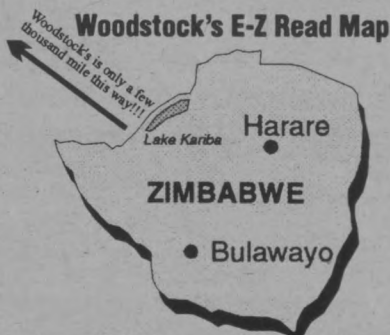 Woodstock's E-Z Read Map
Woodstock's is only a few
thousand mile this way!!!
Lake Kariba
Harare
ZIMBABWE
Bulawayo